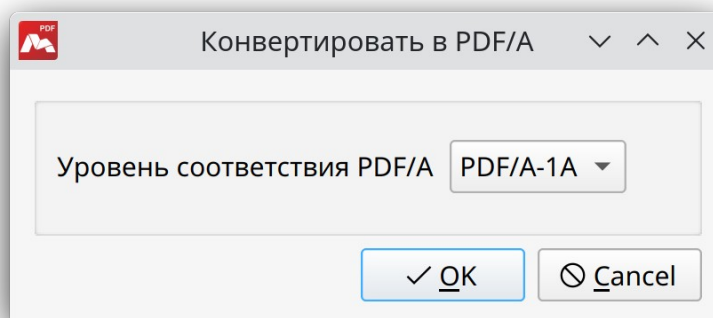 PDF
Конвертировать в PDF/A
Уровень соответствия PDF/A PDF/A-1A
OK Cancel